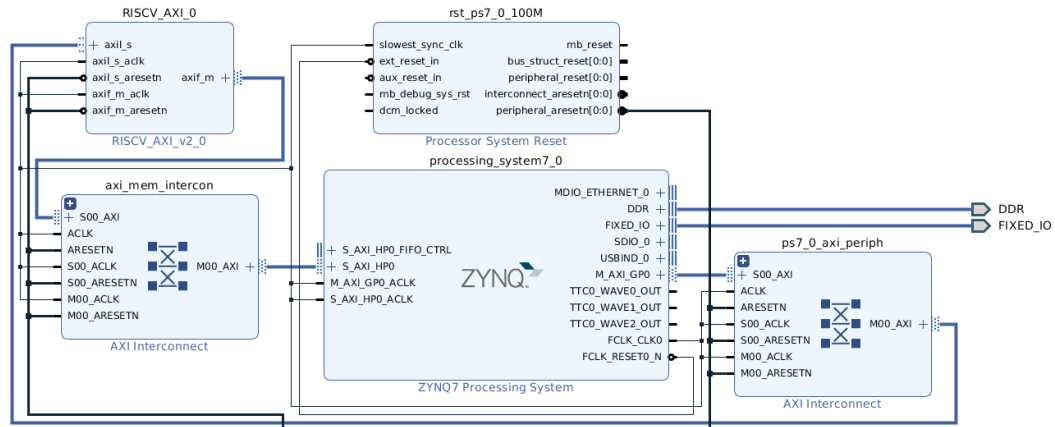 RISCV_AXI_0
axil_s
axil_s_aclk
axil_s_aresetn
axif_m_aclk
axif_m_aresetn
axif_m
RISCV_AXI_v2_0
rst_ps7_0_100M
slowest_sync_clk
ext_reset_in
aux_reset_in
mb_debug_sys_rst
dcm_locked
mb_reset
bus_struct_reset[0:0]
peripheral_reset[0:0]
interconnect_aresetn[0:0]
peripheral_aresetn[0:0]
Processor System Reset
axi_mem_intercon
S00_AXI
ACLK
ARESETN
S00_ACLK
S00_ARESETN
M00_ACLK
M00_ARESETN
M00_AXI
AXI Interconnect
processing_system7_0
S_AXI_HP0_FIFO_CTRL
S_AXI_HP0
M_AXI_GP0_ACLK
S_AXI_HP0_ACLK
ZYNQ
MDIO_ETHERNET_0
DDR
FIXED_IO
SDIO_0
USBIND_0
M_AXI_GP0
TTC0_WAVE0_OUT
TTC0_WAVE1_OUT
TTC0_WAVE2_OUT
FCLK_CLK0
FCLK_RESET0_N
ZYNQ7 Processing System
DDR
FIXED_IO
ps7_0_axi_periph
S00_AXI
ACLK
ARESETN
S00_ACLK
S00_ARESETN
M00_ACLK
M00_ARESETN
M00_AXI
AXI Interconnect